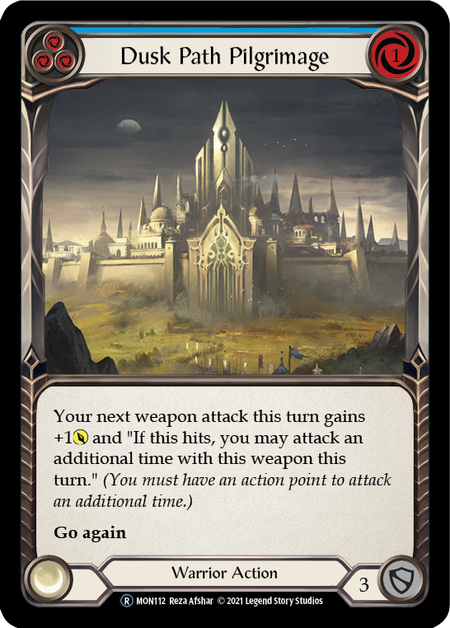 Dusk Path Pilgrimage
1
Your next weapon attack this turn gains
+1 and "If this hits, you may attack an
additional time with this weapon this
turn." (You must have an action point to attack
an additional time.)
Go again
Warrior Action
3
R MON112 Reza Afshar © 2021 Legend Story Studios